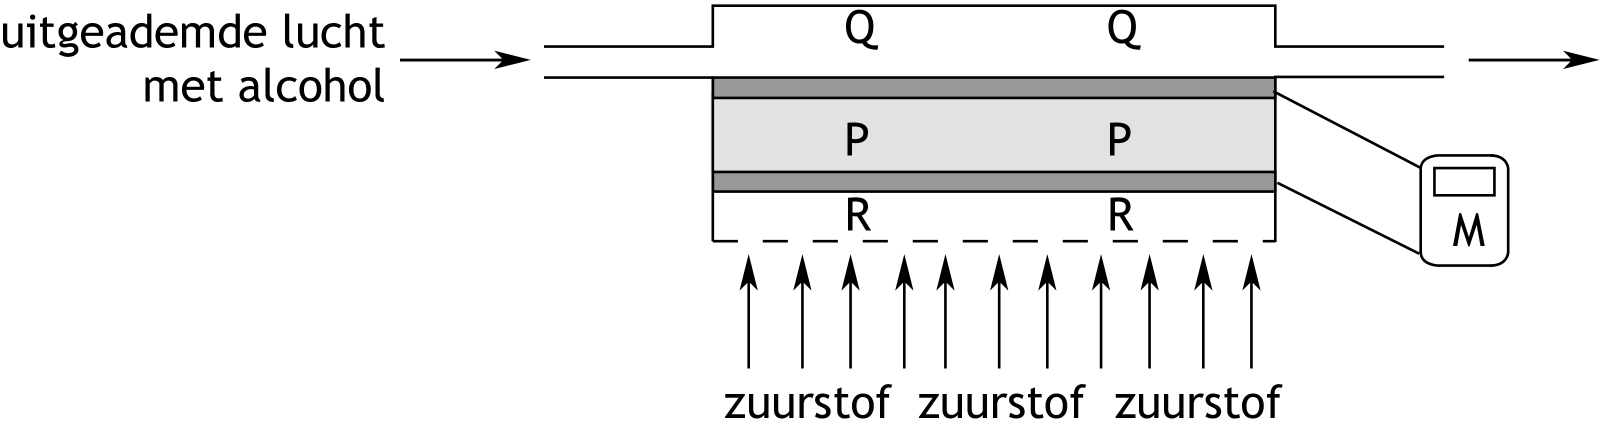 uitgeademde lucht
met alcohol
Q Q
P P
R R
M
zuurstof zuurstof zuurstof